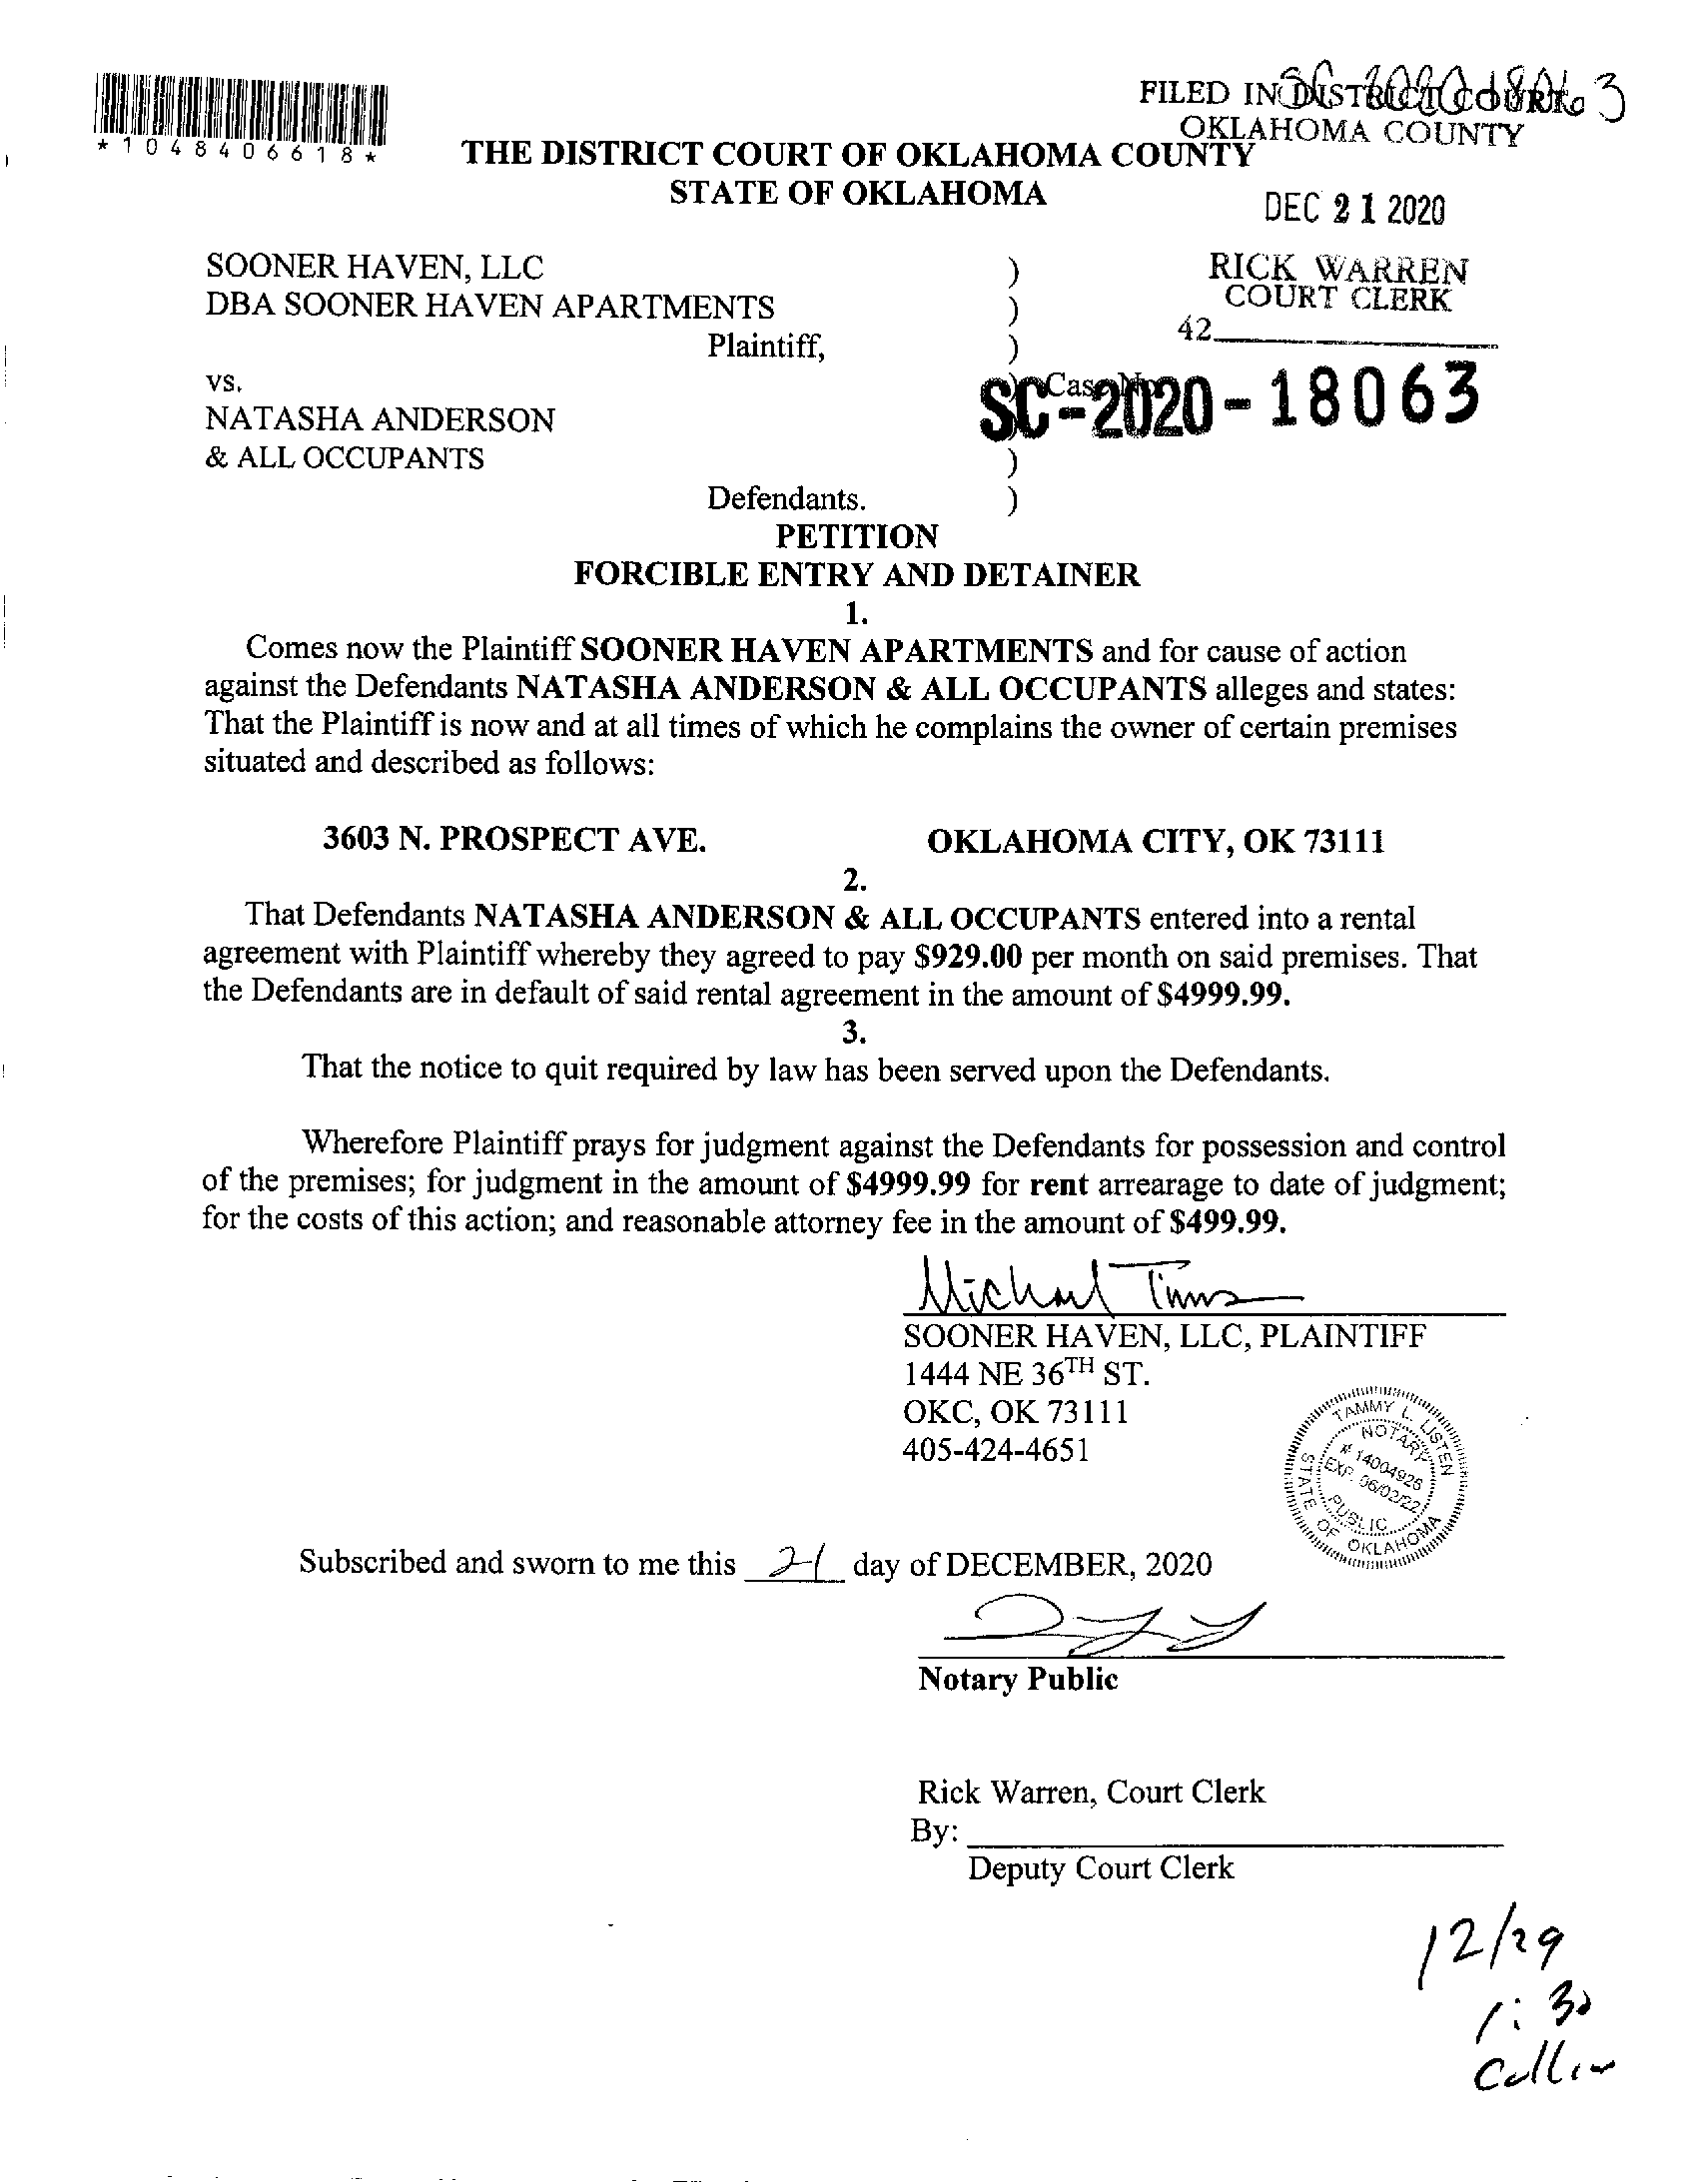 SC-2020-18063
FILED IN DISTRICT COURT
OKLAHOMA COUNTY
*1048406618*
THE DISTRICT COURT OF OKLAHOMA COUNTY
STATE OF OKLAHOMA
DEC 21 2020
SOONER HAVEN, LLC )
DBA SOONER HAVEN APARTMENTS )
Plaintiff, )
RICK WARREN
COURT CLERK
42
vs. ) Case No.
SC-2020-18063
NATASHA ANDERSON
& ALL OCCUPANTS )
Defendants. )
PETITION
FORCIBLE ENTRY AND DETAINER
1.
Comes now the Plaintiff SOONER HAVEN APARTMENTS and for cause of action
against the Defendants NATASHA ANDERSON & ALL OCCUPANTS alleges and states:
That the Plaintiff is now and at all times of which he complains the owner of certain premises
situated and described as follows:
3603 N. PROSPECT AVE. OKLAHOMA CITY, OK 73111
2.
That Defendants NATASHA ANDERSON & ALL OCCUPANTS entered into a rental
agreement with Plaintiff whereby they agreed to pay $929.00 per month on said premises. That
the Defendants are in default of said rental agreement in the amount of $4999.99.
3.
That the notice to quit required by law has been served upon the Defendants.
Wherefore Plaintiff prays for judgment against the Defendants for possession and control
of the premises; for judgment in the amount of $4999.99 for rent arrearage to date of judgment;
for the costs of this action; and reasonable attorney fee in the amount of $499.99.
Michael Tims
SOONER HAVEN, LLC, PLAINTIFF
1444 NE 36TH ST.
OKC, OK 73111
405-424-4651
TAMMY L. LISTEN
NOTARY
# 14004926
EXP. 06/02/22
PUBLIC
STATE OF OKLAHOMA
Subscribed and sworn to me this 21 day of DECEMBER, 2020
Notary Public
Rick Warren, Court Clerk
By:
Deputy Court Clerk
12/29
1:30